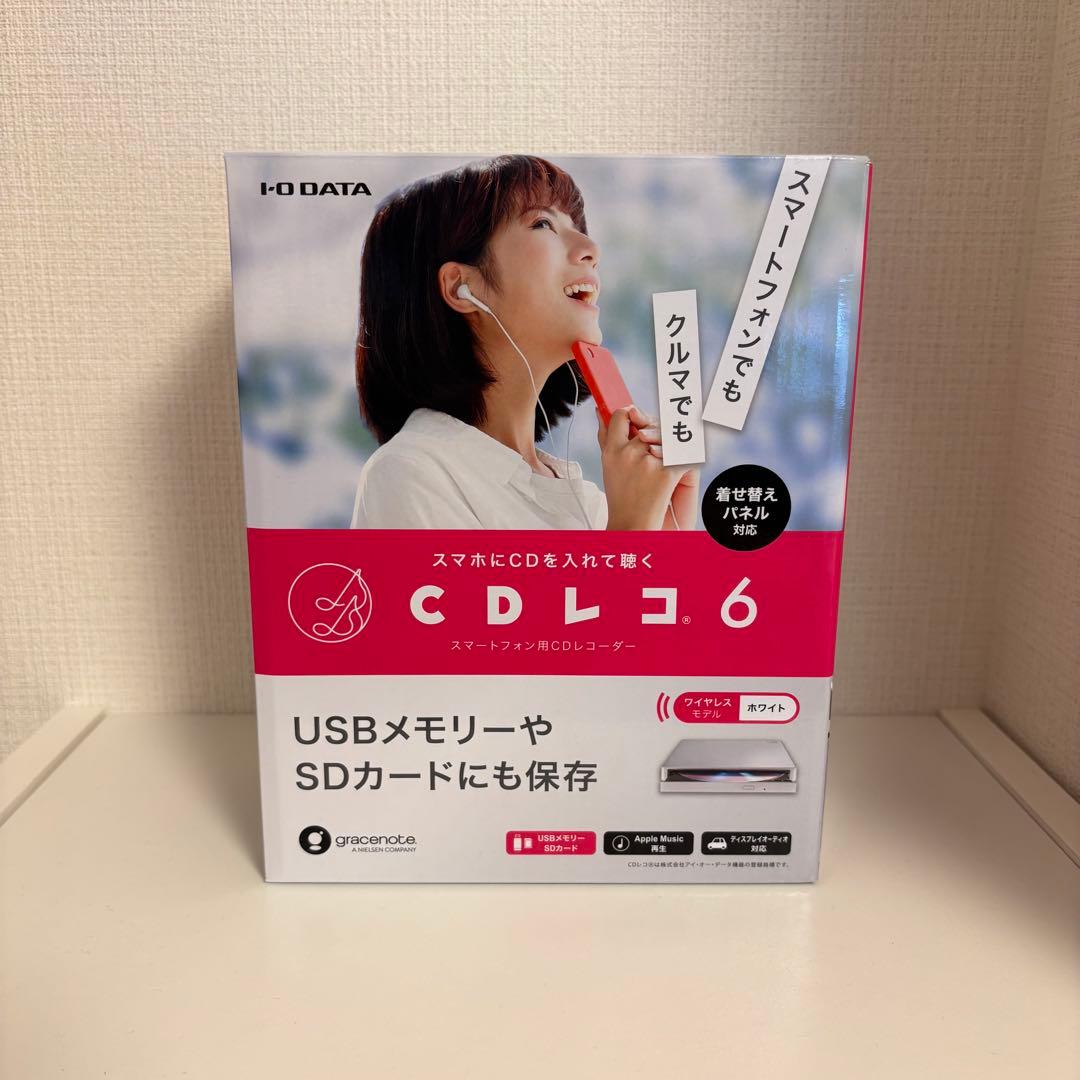 I-O DATA
スマートフォンでも
クルマでも
着せ替え
パネル
対応
スマホにCDを入れて聴く
CDレコ® 6
スマートフォン用CDレコーダー
ワイヤレス
モデル
ホワイト
USBメモリーや
SDカードにも保存
gracenote.
A NIELSEN COMPANY
USBメモリー
SDカード
Apple Music
再生
ディスプレイオーディオ
対応
CDレコ®は株式会社アイ・オー・データ機器の登録商標です。